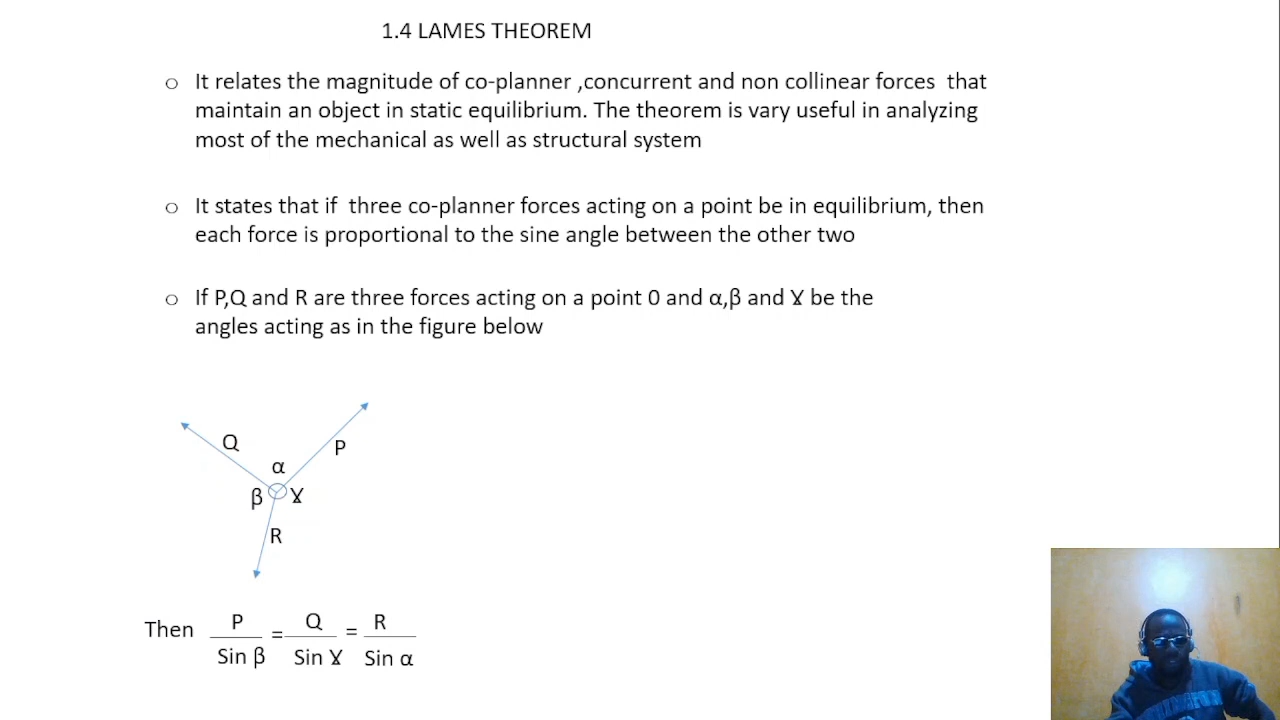 1.4 LAMES THEOREM
o It relates the magnitude of co-planner ,concurrent and non collinear forces that
maintain an object in static equilibrium. The theorem is vary useful in analyzing
most of the mechanical as well as structural system
o It states that if three co-planner forces acting on a point be in equilibrium, then
each force is proportional to the sine angle between the other two
o If P,Q and R are three forces acting on a point 0 and α,β and Ɣ be the
angles acting as in the figure below
Q
P
α
β Ɣ
R
Then P/Sin β = Q/Sin Ɣ = R/Sin α